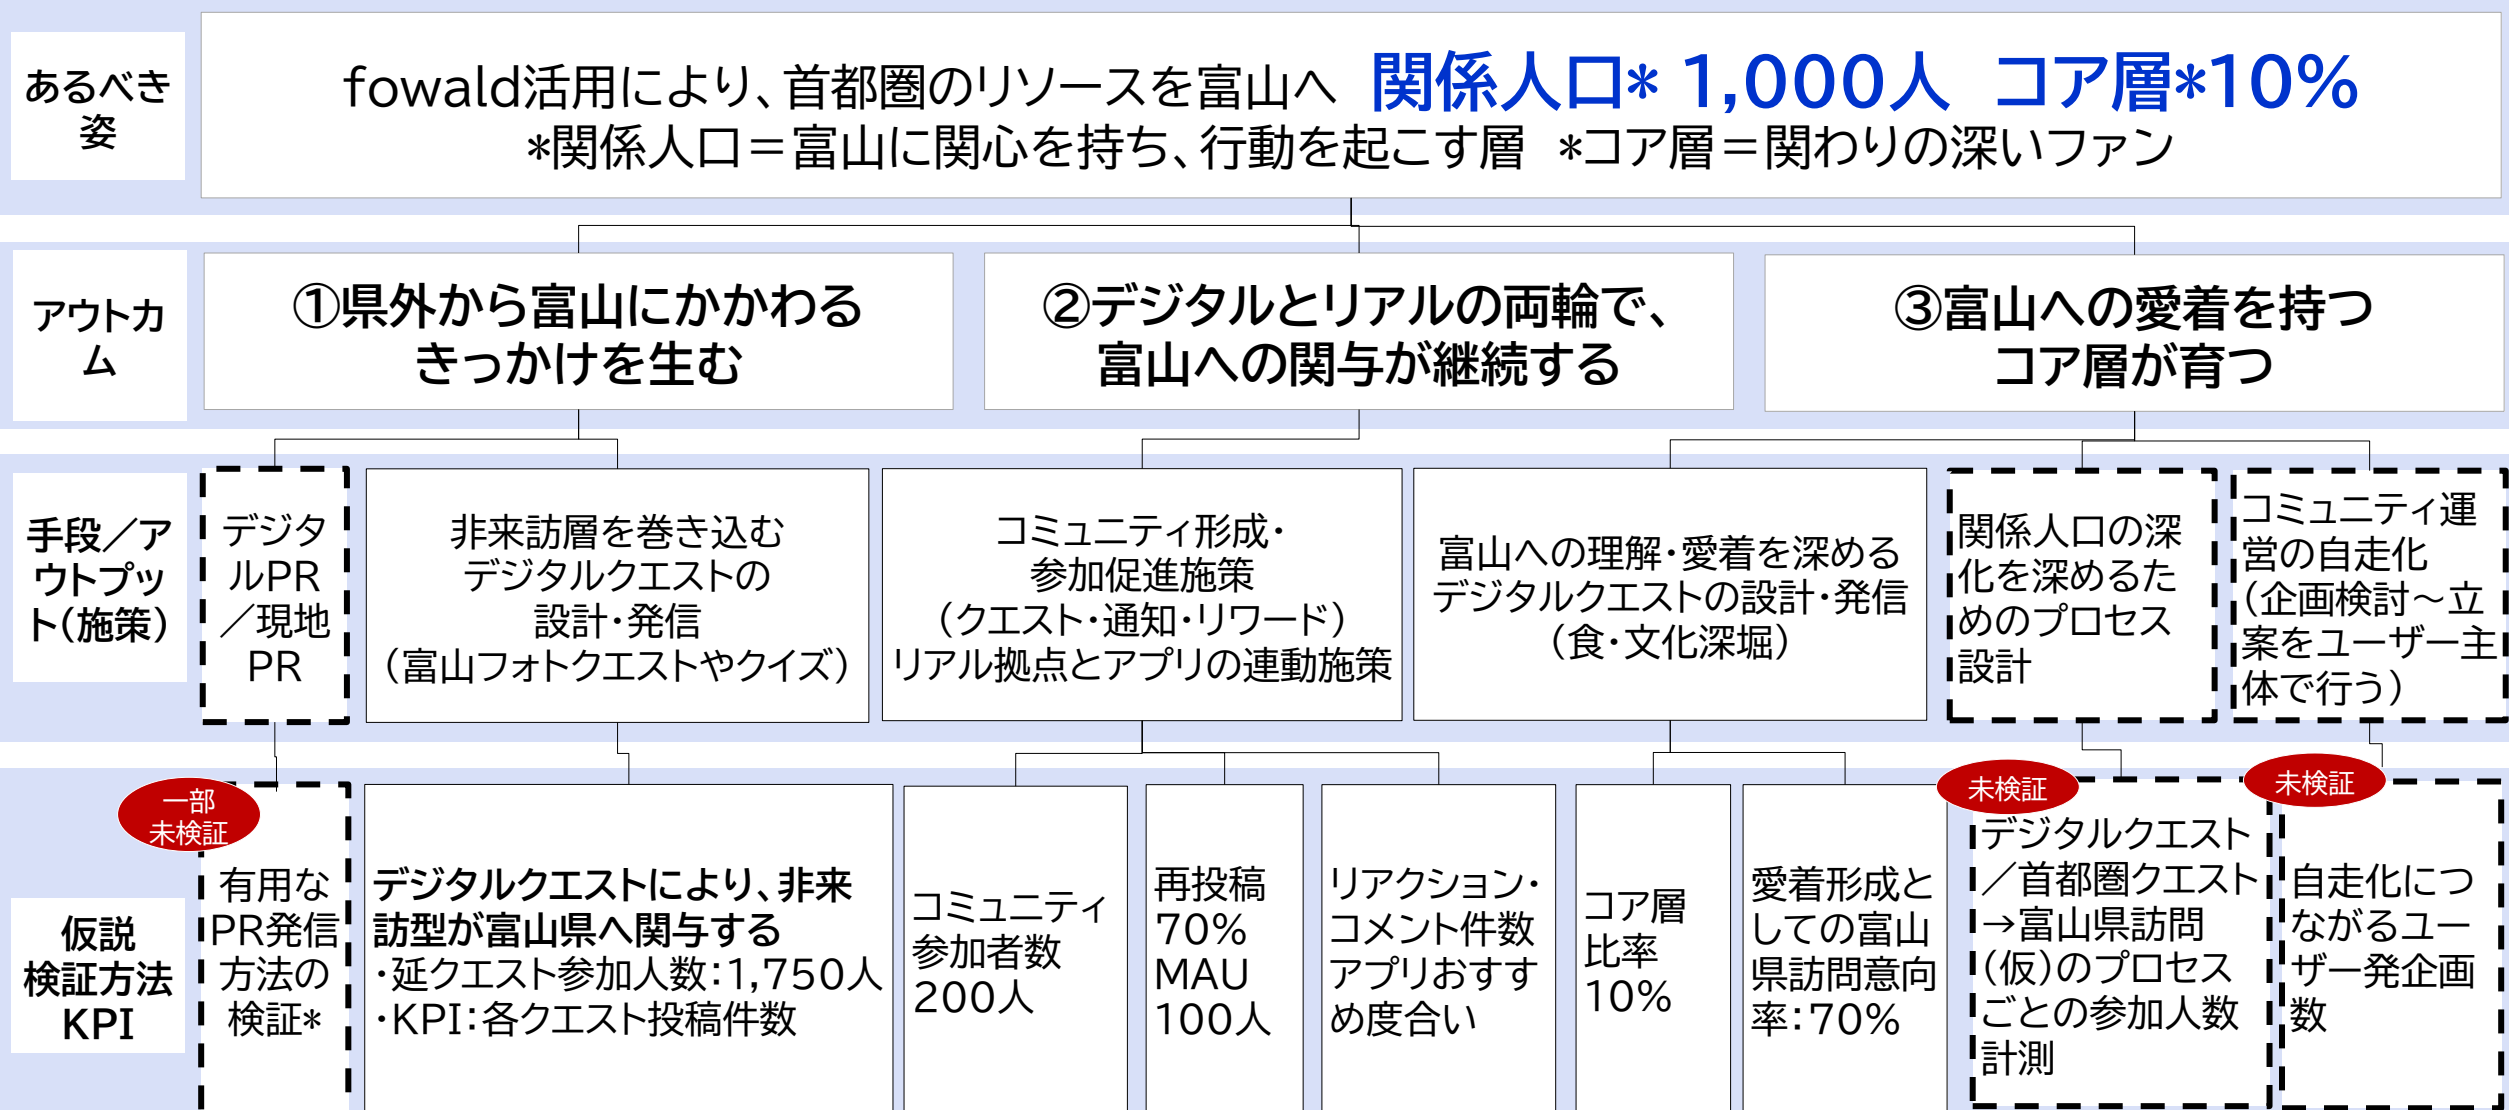 あるべき
姿
fowald活用により、首都圏のリソースを富山へ 関係人口* 1,000人 コア層*10%
*関係人口＝富山に関心を持ち、行動を起こす層 *コア層＝関わりの深いファン
アウトカ
ム
①県外から富山にかかわる
きっかけを生む
②デジタルとリアルの両輪で、
富山への関与が継続する
③富山への愛着を持つ
コア層が育つ
手段／ア
ウトプッ
ト（施策）
デジタ
ルPR
／現地
PR
非来訪層を巻き込む
デジタルクエストの
設計・発信
（富山フォトクエストやクイズ）
コミュニティ形成・
参加促進施策
（クエスト・通知・リワード）
リアル拠点とアプリの連動施策
富山への理解・愛着を深める
デジタルクエストの設計・発信
（食・文化深堀）
関係人口の深
化を深めるた
めのプロセス
設計
コミュニティ運
営の自走化
（企画検討～立
案をユーザー主
体で行う）
仮説
検証方法
KPI
一部
未検証
有用な
PR発信
方法の
検証*
デジタルクエストにより、非来
訪型が富山県へ関与する
・延クエスト参加人数：1,750人
・KPI：各クエスト投稿件数
コミュニティ
参加者数
200人
再投稿
70%
MAU
100人
リアクション・
コメント件数
アプリおすす
め度合い
コア層
比率
10%
愛着形成と
しての富山
県訪問意向
率：70%
未検証
デジタルクエスト
／首都圏クエスト
→富山県訪問
（仮）のプロセス
ごとの参加人数
計測
未検証
自走化につ
ながるユー
ザー発企画
数